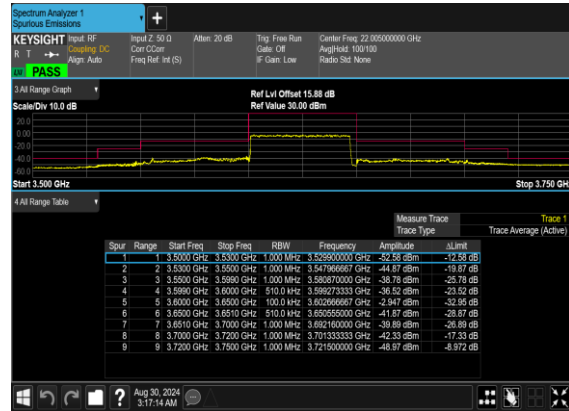 Spectrum Analyzer 1
Spurious Emissions
+
KEYSIGHT Input: RF Input Z: 50 Ω Atten: 20 dB Trig: Free Run Center Freq: 22.005000000 GHz
R T Coupling: DC Corr CCorr Gate: Off Avg|Hold: 100/100
Align: Auto Freq Ref: Int (S) IF Gain: Low Radio Std: None
PASS
3 All Range Graph
Ref Lvl Offset 15.88 dB
Scale/Div 10.0 dB Ref Value 30.00 dBm
20.0
0.00
-20.0
-40.0
-60.0
Start 3.500 GHz Stop 3.750 GHz
4 All Range Table
Measure Trace Trace 1
Trace Type Trace Average (Active)
Spur Range Start Freq Stop Freq RBW Frequency Amplitude ΔLimit
1 1 3.5000 GHz 3.5300 GHz 1.000 MHz 3.529900000 GHz -52.58 dBm -12.58 dB
2 2 3.5300 GHz 3.5500 GHz 1.000 MHz 3.547966667 GHz -44.87 dBm -19.87 dB
3 3 3.5500 GHz 3.5990 GHz 1.000 MHz 3.580870000 GHz -38.78 dBm -25.78 dB
4 4 3.5990 GHz 3.6000 GHz 510.0 kHz 3.599273333 GHz -36.52 dBm -23.52 dB
5 5 3.6000 GHz 3.6500 GHz 100.0 kHz 3.602666667 GHz -2.947 dBm -32.95 dB
6 6 3.6500 GHz 3.6510 GHz 510.0 kHz 3.650555000 GHz -41.87 dBm -28.87 dB
7 7 3.6510 GHz 3.7000 GHz 1.000 MHz 3.692160000 GHz -39.89 dBm -26.89 dB
8 8 3.7000 GHz 3.7200 GHz 1.000 MHz 3.701333333 GHz -42.33 dBm -17.33 dB
9 9 3.7200 GHz 3.7500 GHz 1.000 MHz 3.721500000 GHz -48.97 dBm -8.972 dB
? Aug 30, 2024
3:17:14 AM